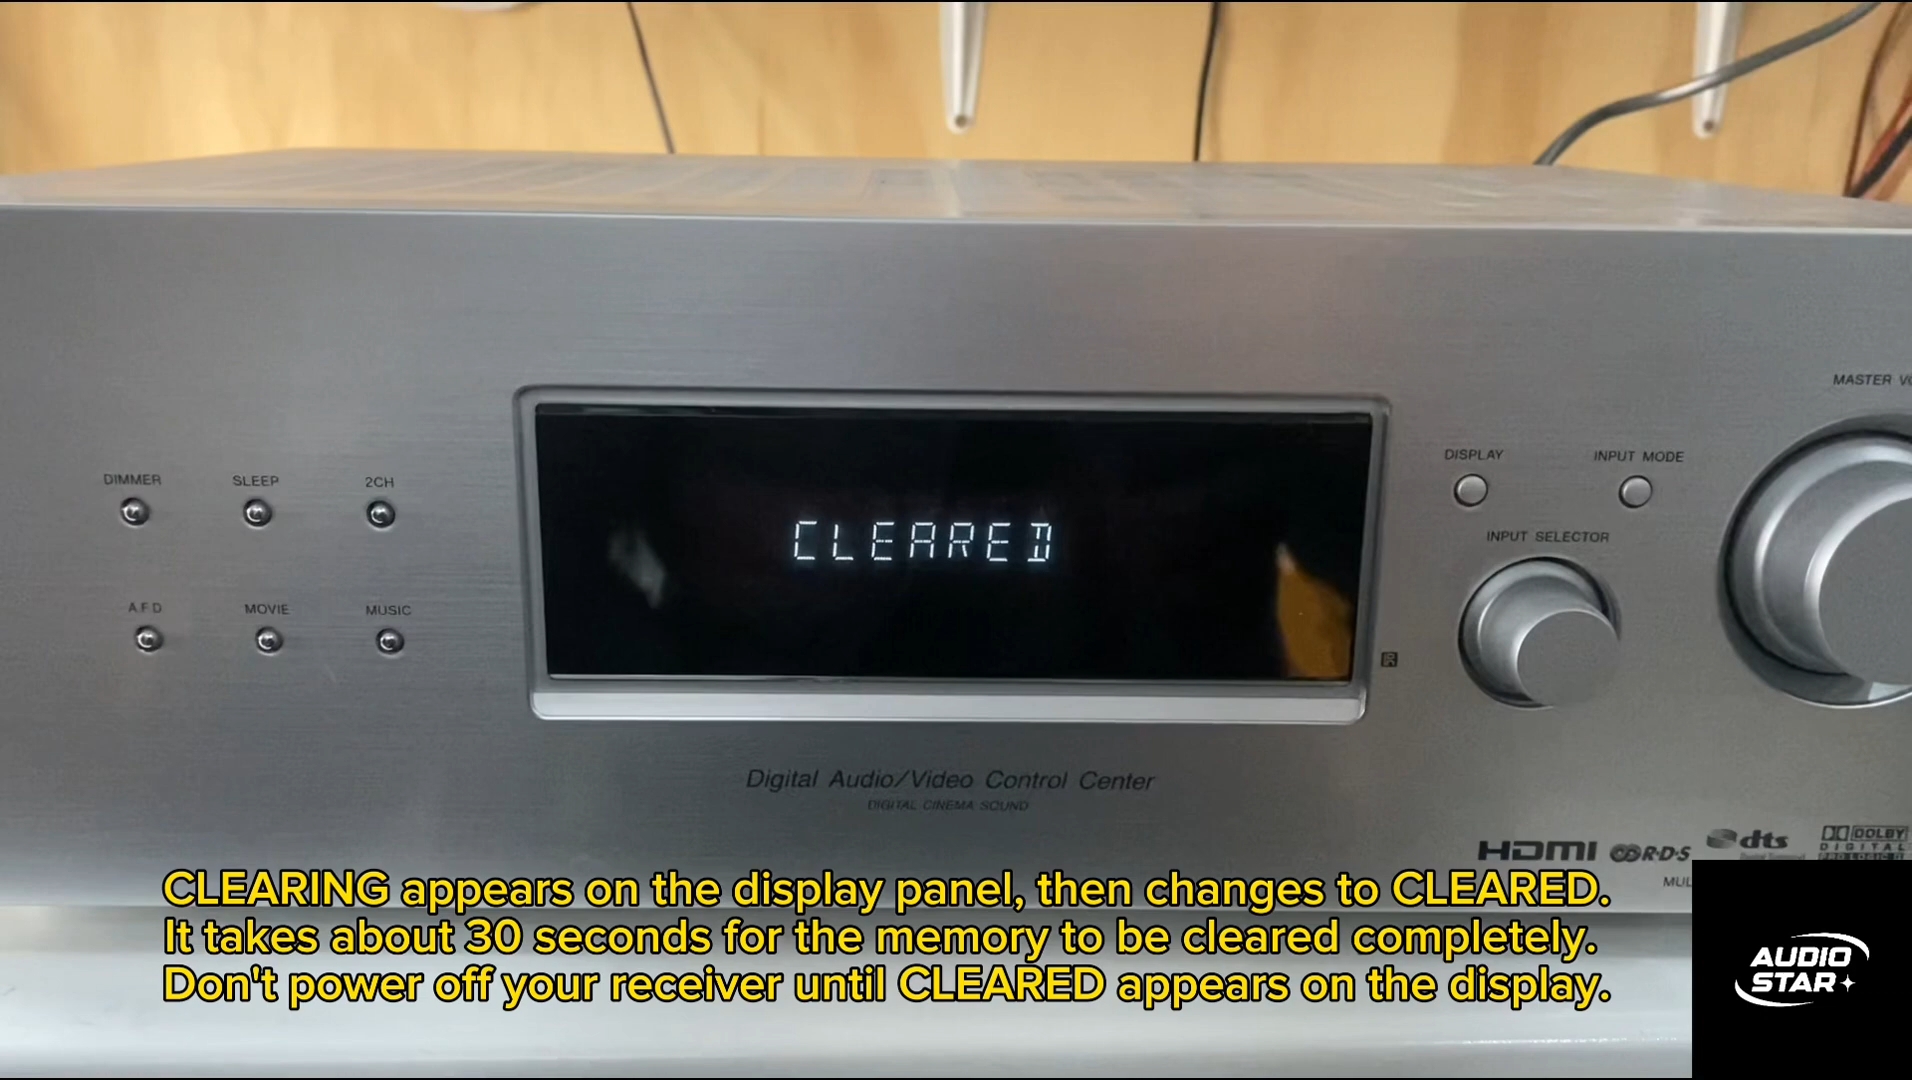 MASTER VO
DIMMER SLEEP 2CH
DISPLAY INPUT MODE
CLEARED
INPUT SELECTOR
A.F.D MOVIE MUSIC
Digital Audio/Video Control Center
DIGITAL CINEMA SOUND
HDMI R·D·S dts DOLBY
DIGITAL
MUL
CLEARING appears on the display panel, then changes to CLEARED.
It takes about 30 seconds for the memory to be cleared completely.
Don't power off your receiver until CLEARED appears on the display.
AUDIO
STAR